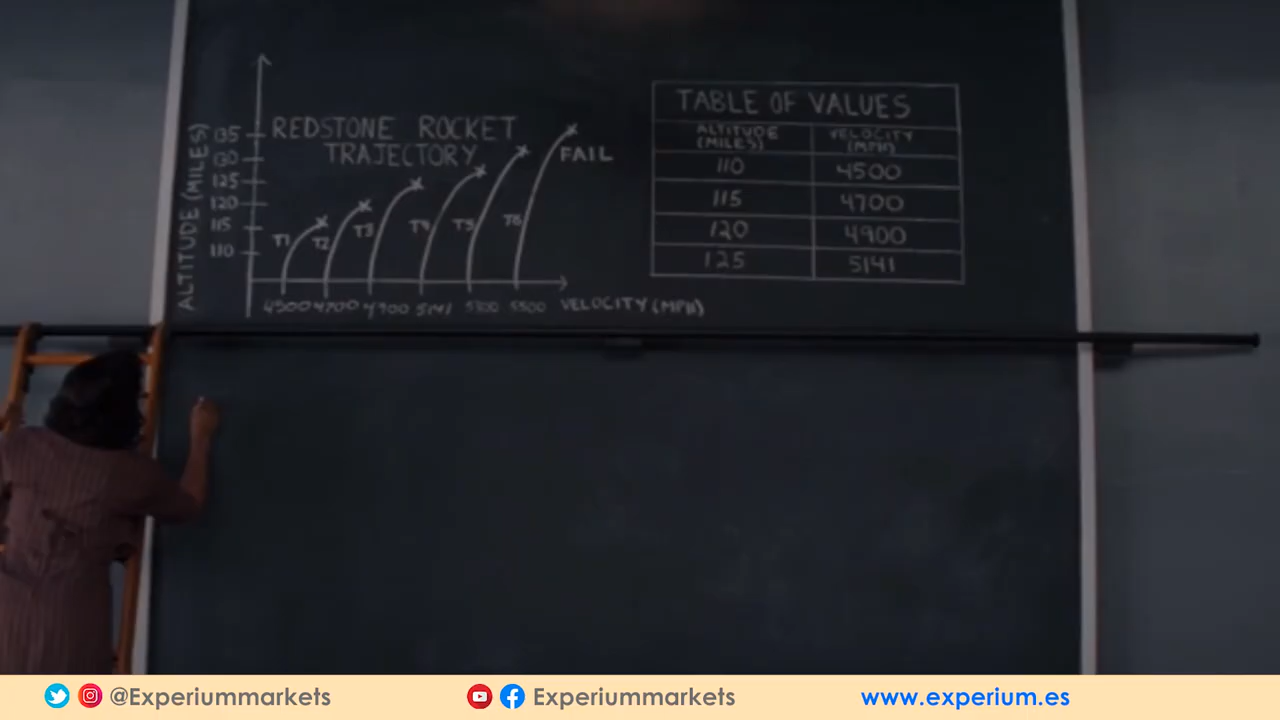 REDSTONE ROCKET
TRAJECTORY
ALTITUDE (MILES)
135
130
125
120
115
110
T1
T2
T3
T4
T5
T6
FAIL
4500 4700 4900 5141 5300 5500 VELOCITY (MPH)
TABLE OF VALUES
ALTITUDE (MILES) VELOCITY (MPH)
110 4500
115 4700
120 4900
125 5141
@Experiummarkets
Experiummarkets
www.experium.es